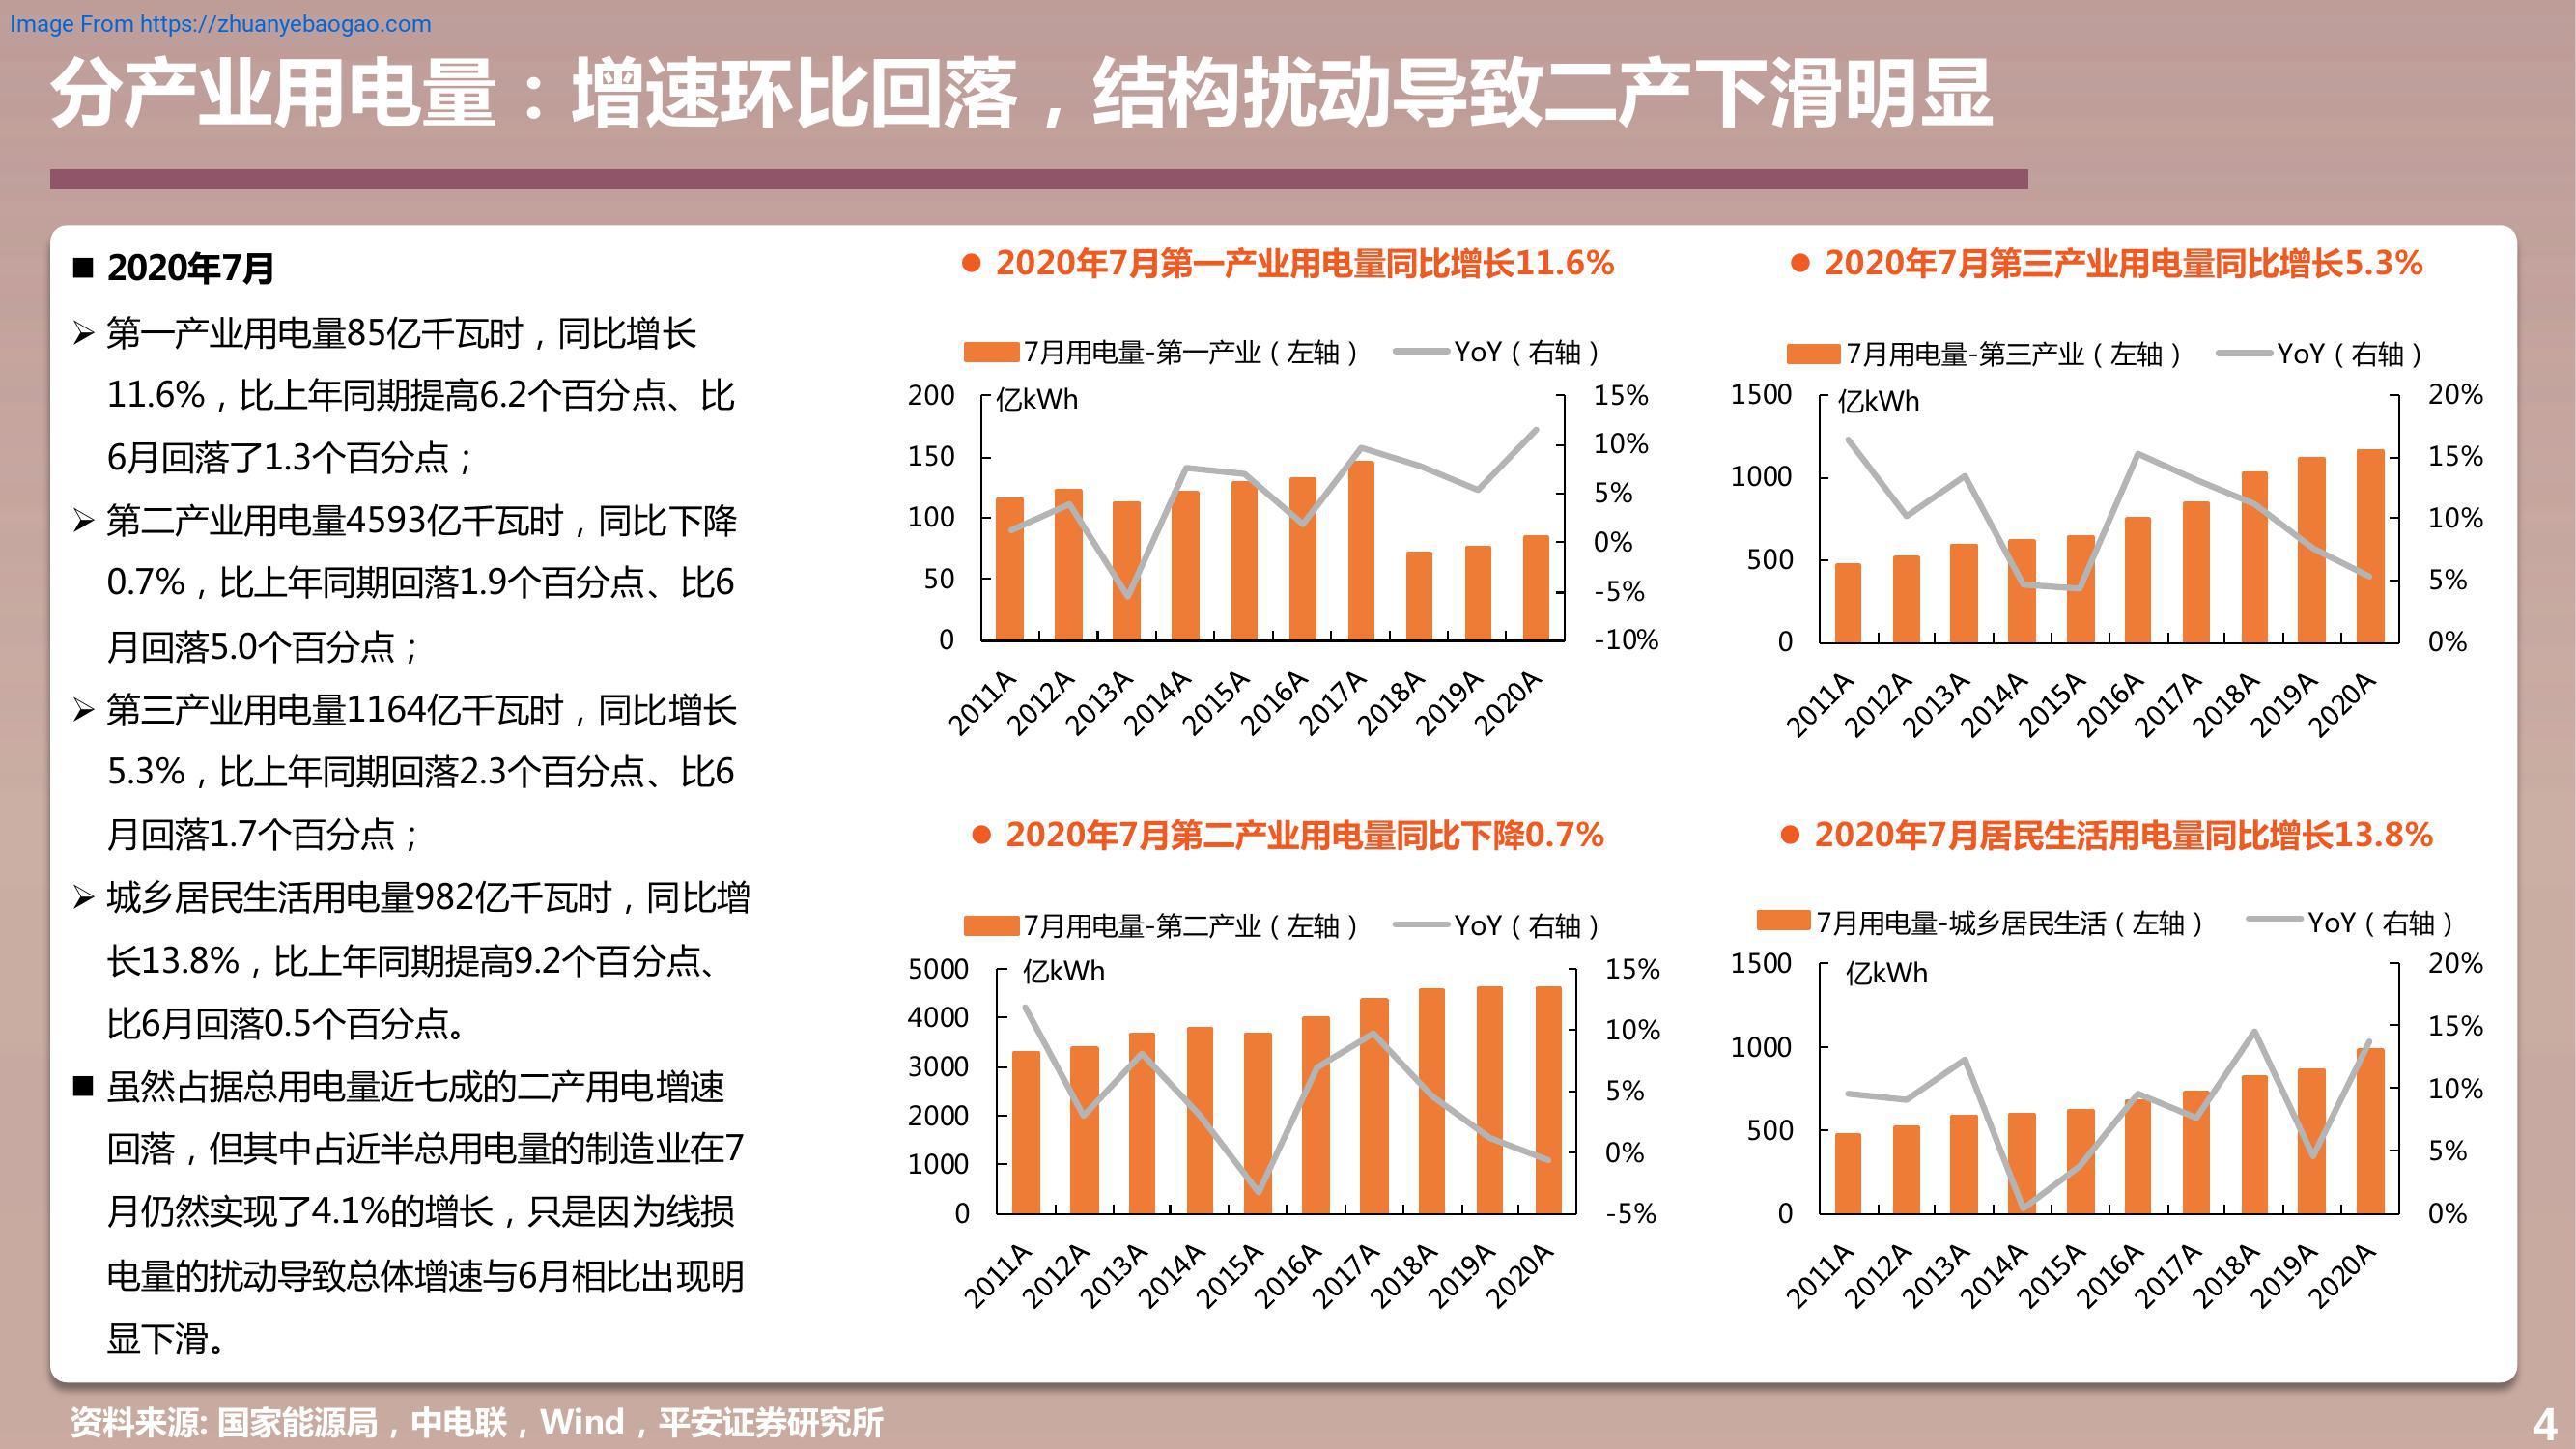 Image From https://zhuanyebaogao.com
分产业用电量：增速环比回落，结构扰动导致二产下滑明显
■ 2020年7月
➢ 第一产业用电量85亿千瓦时，同比增长
11.6%，比上年同期提高6.2个百分点、比
6月回落了1.3个百分点；
➢ 第二产业用电量4593亿千瓦时，同比下降
0.7%，比上年同期回落1.9个百分点、比6
月回落5.0个百分点；
➢ 第三产业用电量1164亿千瓦时，同比增长
5.3%，比上年同期回落2.3个百分点、比6
月回落1.7个百分点；
➢ 城乡居民生活用电量982亿千瓦时，同比增
长13.8%，比上年同期提高9.2个百分点、
比6月回落0.5个百分点。
■ 虽然占据总用电量近七成的二产用电增速
回落，但其中占近半总用电量的制造业在7
月仍然实现了4.1%的增长，只是因为线损
电量的扰动导致总体增速与6月相比出现明
显下滑。
● 2020年7月第一产业用电量同比增长11.6%
7月用电量-第一产业（左轴） YoY（右轴）
亿kWh
200
150
100
50
0
15%
10%
5%
0%
-5%
-10%
2011A 2012A 2013A 2014A 2015A 2016A 2017A 2018A 2019A 2020A
● 2020年7月第三产业用电量同比增长5.3%
7月用电量-第三产业（左轴） YoY（右轴）
亿kWh
1500
1000
500
0
20%
15%
10%
5%
0%
2011A 2012A 2013A 2014A 2015A 2016A 2017A 2018A 2019A 2020A
● 2020年7月第二产业用电量同比下降0.7%
7月用电量-第二产业（左轴） YoY（右轴）
亿kWh
5000
4000
3000
2000
1000
0
15%
10%
5%
0%
-5%
2011A 2012A 2013A 2014A 2015A 2016A 2017A 2018A 2019A 2020A
● 2020年7月居民生活用电量同比增长13.8%
7月用电量-城乡居民生活（左轴） YoY（右轴）
亿kWh
1500
1000
500
0
20%
15%
10%
5%
0%
2011A 2012A 2013A 2014A 2015A 2016A 2017A 2018A 2019A 2020A
资料来源: 国家能源局，中电联，Wind，平安证券研究所
4